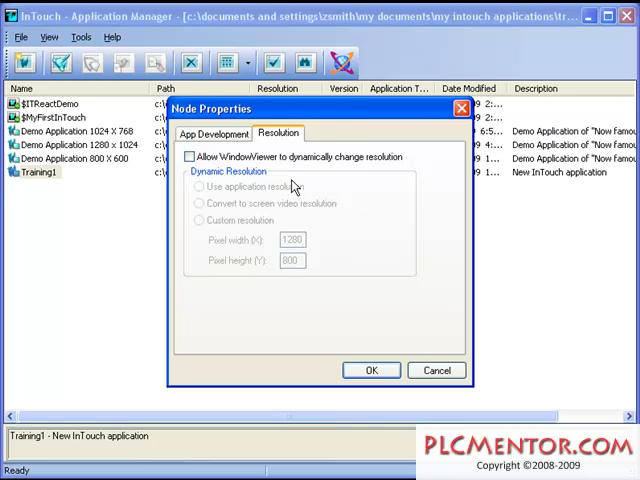 InTouch - Application Manager - [c:\documents and settings\zsmith\my documents\my intouch applications\tr...
File View Tools Help
Name Path Resolution Version Application T... Date Modified Description
$ITReactDemo
$MyFirstInTouch
Demo Application 1024 X 768 Demo Application of "Now famou
Demo Application 1280 x 1024 Demo Application of "Now famou
Demo Application 800 X 600 Demo Application of "Now famou
Training1 New InTouch application
Node Properties
App Development Resolution
Allow WindowViewer to dynamically change resolution
Dynamic Resolution
Use application resolution
Convert to screen video resolution
Custom resolution
Pixel width (X): 1280
Pixel height (Y): 800
OK Cancel
Training1 - New InTouch application
Ready
PLCMENTOR.COM
Copyright ©2008-2009